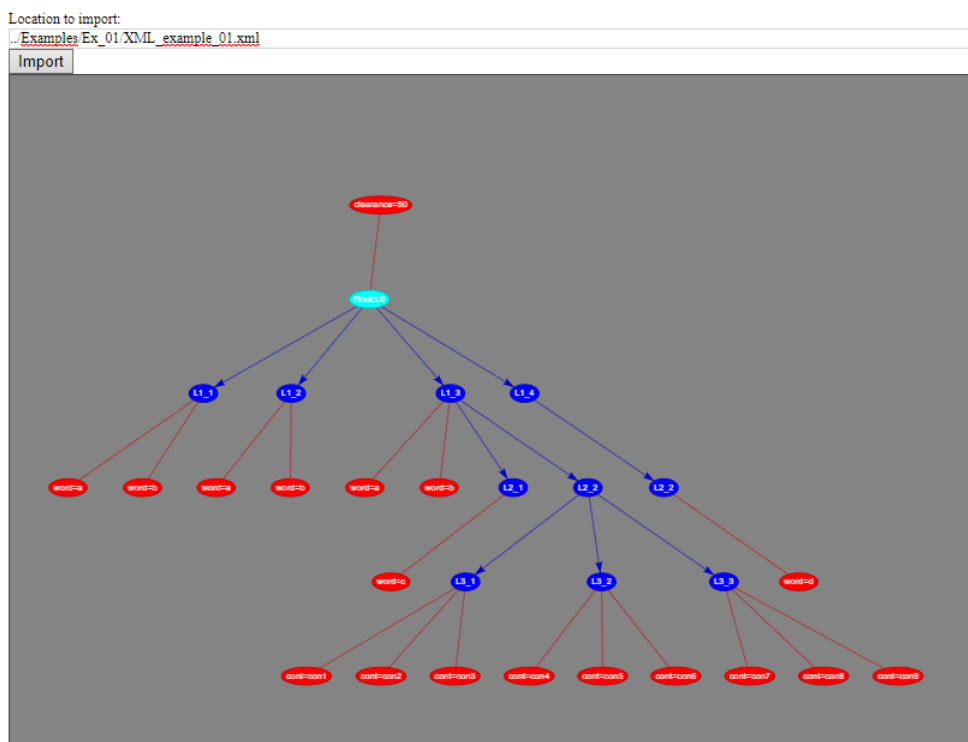 Location to import:
../Examples/Ex_01/XML_example_01.xml
Import
clearance=50
Root:L0
L1_1 L1_2 L1_3 L1_4
word=a word=b word=a word=b word=a word=b L2_1 L2_2 L2_2
word=c L3_1 L3_2 L3_3 word=d
cont=con1 cont=con2 cont=con3 cont=con4 cont=con5 cont=con6 cont=con7 cont=con8 cont=con9